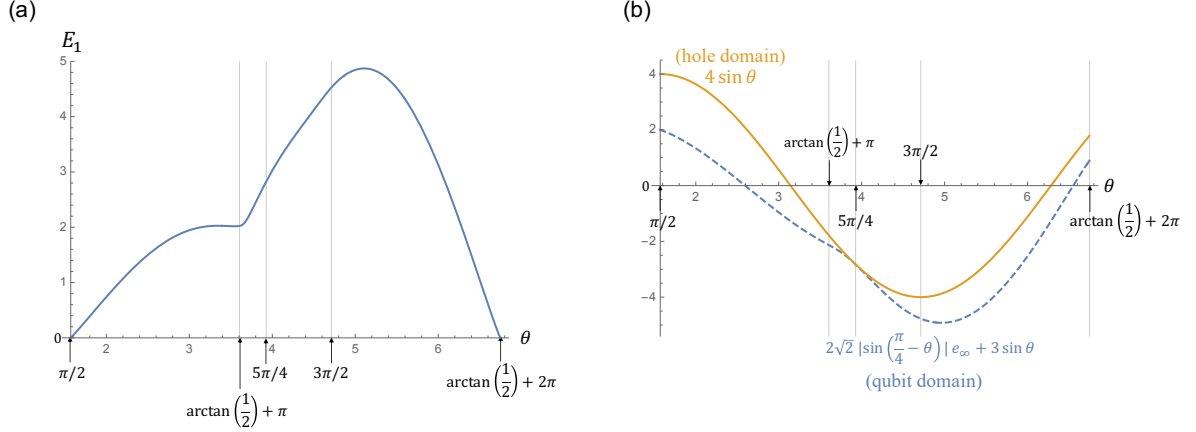 (a)
E₁
5
4
3
2
1
0
2
4
5
6
θ
π/2
5π/4
3π/2
arctan(1/2) + π
arctan(1/2) + 2π
(b)
(hole domain)
4 sin θ
4
2
0
−2
−4
2
3
4
5
6
θ
arctan(1/2) + π
3π/2
π/2
5π/4
arctan(1/2) + 2π
2√2 |sin(π/4 − θ)| e∞ + 3 sin θ
(qubit domain)